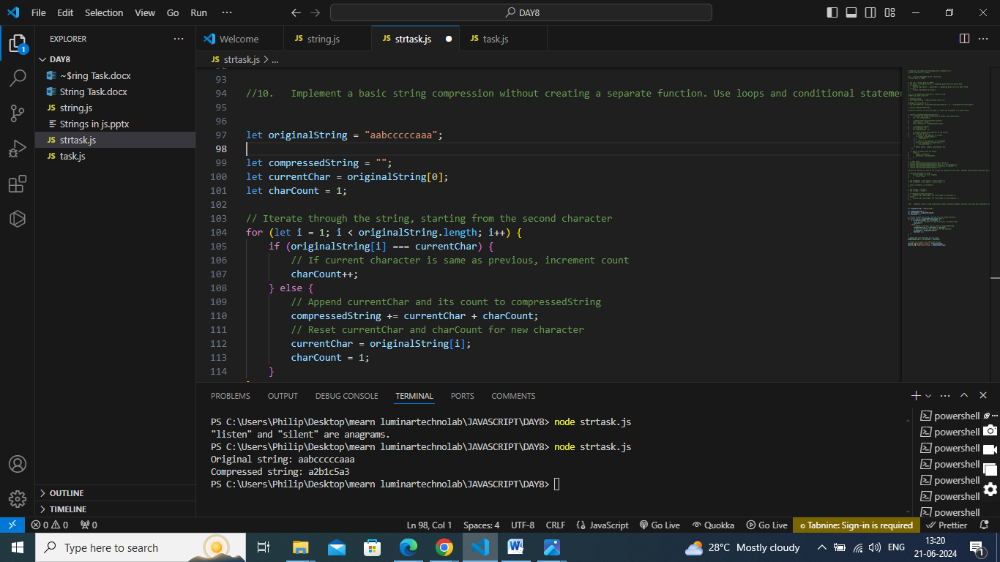 File Edit Selection View Go Run ··· DAY8
EXPLORER ···
DAY8
~$ring Task.docx
String Task.docx
string.js
Strings in js.pptx
strtask.js
task.js
OUTLINE
TIMELINE
Welcome JS string.js JS strtask.js JS task.js
JS strtask.js > ...
93
94 //10.   Implement a basic string compression without creating a separate function. Use loops and conditional stateme
95
96
97 let originalString = "aabcccccaaa";
98
99 let compressedString = "";
100 let currentChar = originalString[0];
101 let charCount = 1;
102
103 // Iterate through the string, starting from the second character
104 for (let i = 1; i < originalString.length; i++) {
105     if (originalString[i] === currentChar) {
106         // If current character is same as previous, increment count
107         charCount++;
108     } else {
109         // Append currentChar and its count to compressedString
110         compressedString += currentChar + charCount;
111         // Reset currentChar and charCount for new character
112         currentChar = originalString[i];
113         charCount = 1;
114     }
PROBLEMS OUTPUT DEBUG CONSOLE TERMINAL PORTS COMMENTS
PS C:\Users\Philip\Desktop\mearn luminartechnolab\JAVASCRIPT\DAY8> node strtask.js
"listen" and "silent" are anagrams.
PS C:\Users\Philip\Desktop\mearn luminartechnolab\JAVASCRIPT\DAY8> node strtask.js
Original string: aabcccccaaa
Compressed string: a2b1c5a3
PS C:\Users\Philip\Desktop\mearn luminartechnolab\JAVASCRIPT\DAY8>
powershell
powershell
powershell
powershell
powershell
powershell
powershell
0 0 0 Ln 98, Col 1 Spaces: 4 UTF-8 CRLF {} JavaScript Go Live Quokka Go Live Tabnine: Sign-in is required Prettier
Type here to search 28°C Mostly cloudy ENG 13:20
21-06-2024 1